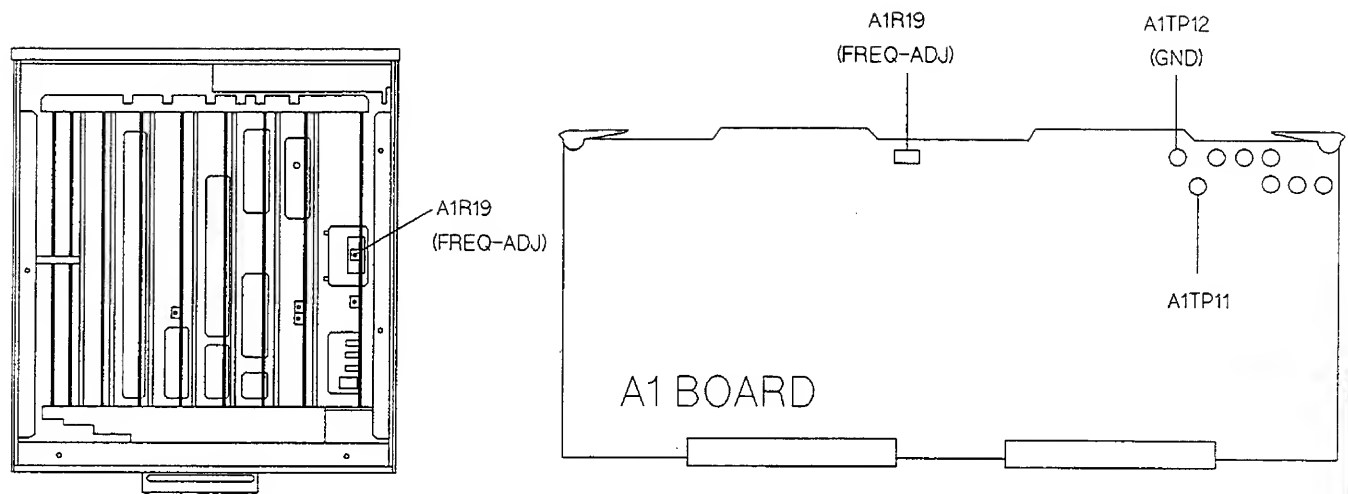 A1R19
(FREQ-ADJ)
A1R19
(FREQ-ADJ)
A1TP12
(GND)
A1TP11
A1 BOARD